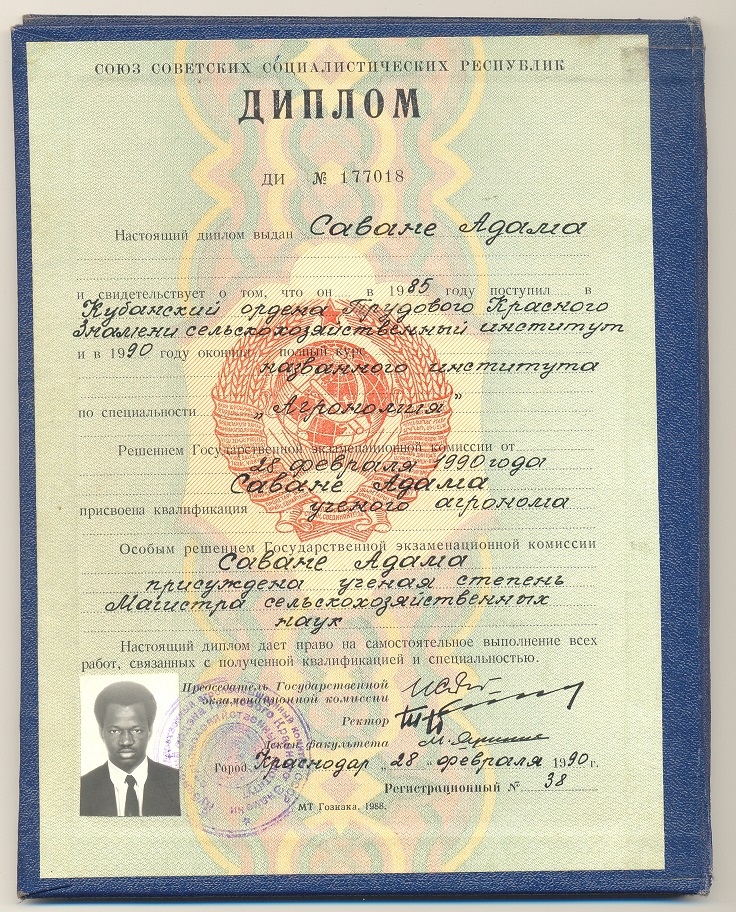 СОЮЗ СОВЕТСКИХ СОЦИАЛИСТИЧЕСКИХ РЕСПУБЛИК
ДИПЛОМ
ДИ № 177018
Настоящий диплом выдан Саване Адама
и свидетельствует о том, что он в 1985 году поступил в
Кубанский ордена Трудового Красного
Знамени сельскохозяйственный институт
и в 1990 году окончил полный курс
названного института
по специальности „Агрономия"
Решением Государственной экзаменационной комиссии от
28 февраля 1990 года
Саване Адама
присвоена квалификация ученого агронома
Особым решением Государственной экзаменационной комиссии
Саване Адама
присуждена ученая степень
Магистра сельскохозяйственных
наук
Настоящий диплом дает право на самостоятельное выполнение всех
работ, связанных с полученной квалификацией и специальностью.
Председатель Государственной
экзаменационной комиссии
Ректор
Декан факультета
Город Краснодар „28" февраля 1990 г.
Регистрационный № 38
МТ Гознака. 1988.